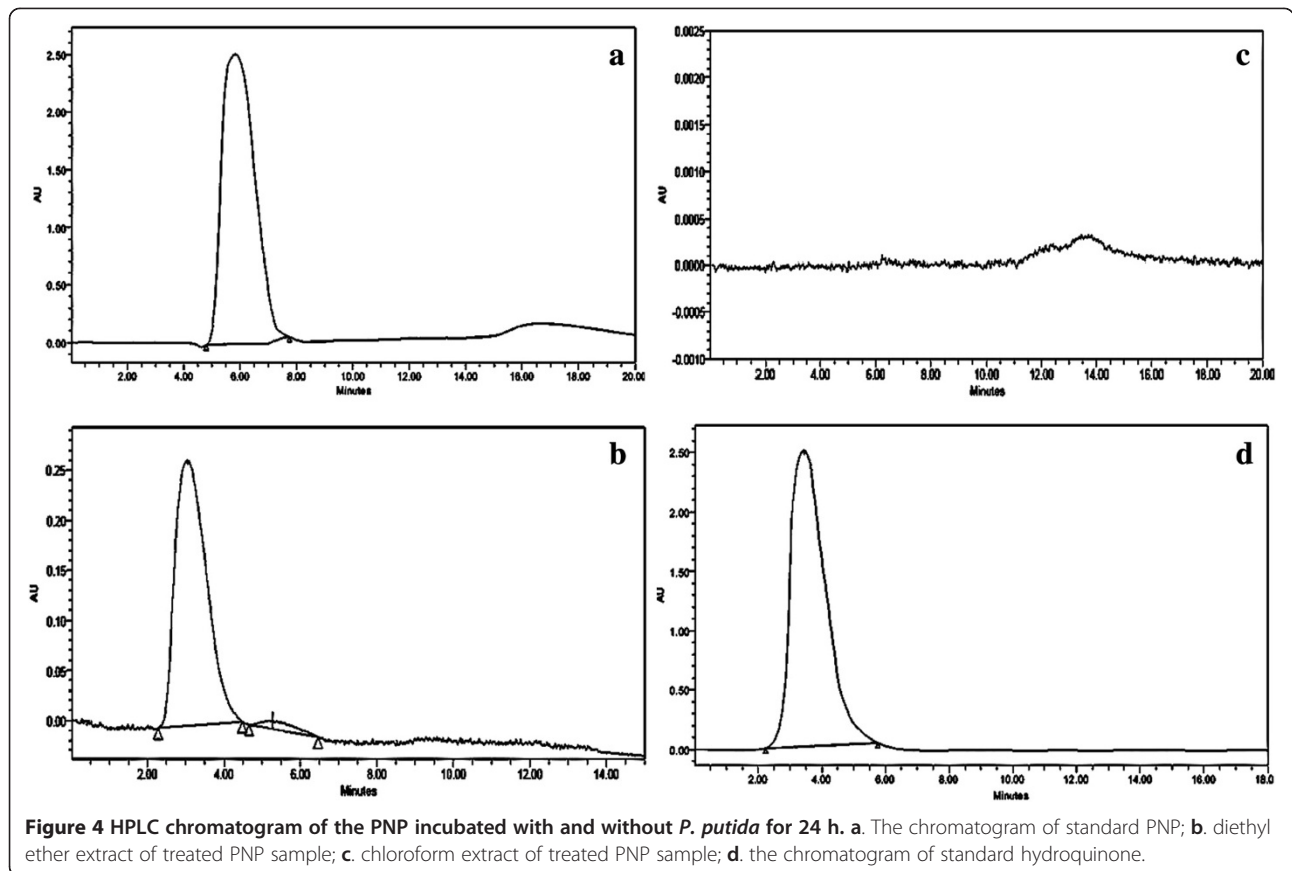 a
2.50
2.00
1.50
1.00
0.50
0.00
AU
2.00 4.00 6.00 8.00 10.00 12.00 14.00 16.00 18.00 20.00
Minutes
c
0.0025
0.0020
0.0015
0.0010
0.0005
0.0000
-0.0005
-0.0010
AU
2.00 4.00 6.00 8.00 10.00 12.00 14.00 16.00 18.00 20.00
Minutes
b
0.25
0.20
0.15
0.10
0.05
0.00
AU
2.00 4.00 6.00 8.00 10.00 12.00 14.00
Minutes
d
2.50
2.00
1.50
1.00
0.50
0.00
AU
2.00 4.00 6.00 8.00 10.00 12.00 14.00 16.00 18.0
Minutes
Figure 4 HPLC chromatogram of the PNP incubated with and without P. putida for 24 h. a. The chromatogram of standard PNP; b. diethyl
ether extract of treated PNP sample; c. chloroform extract of treated PNP sample; d. the chromatogram of standard hydroquinone.